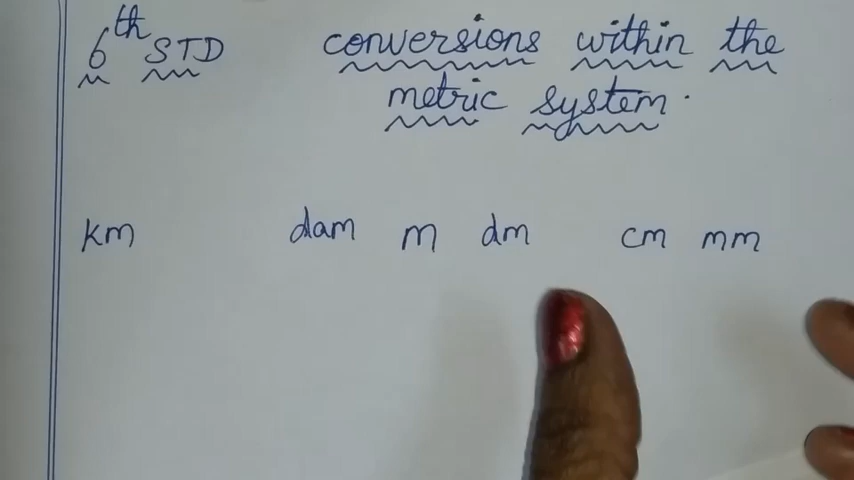 6th STD conversions within the
metric system.
km dam m dm cm mm